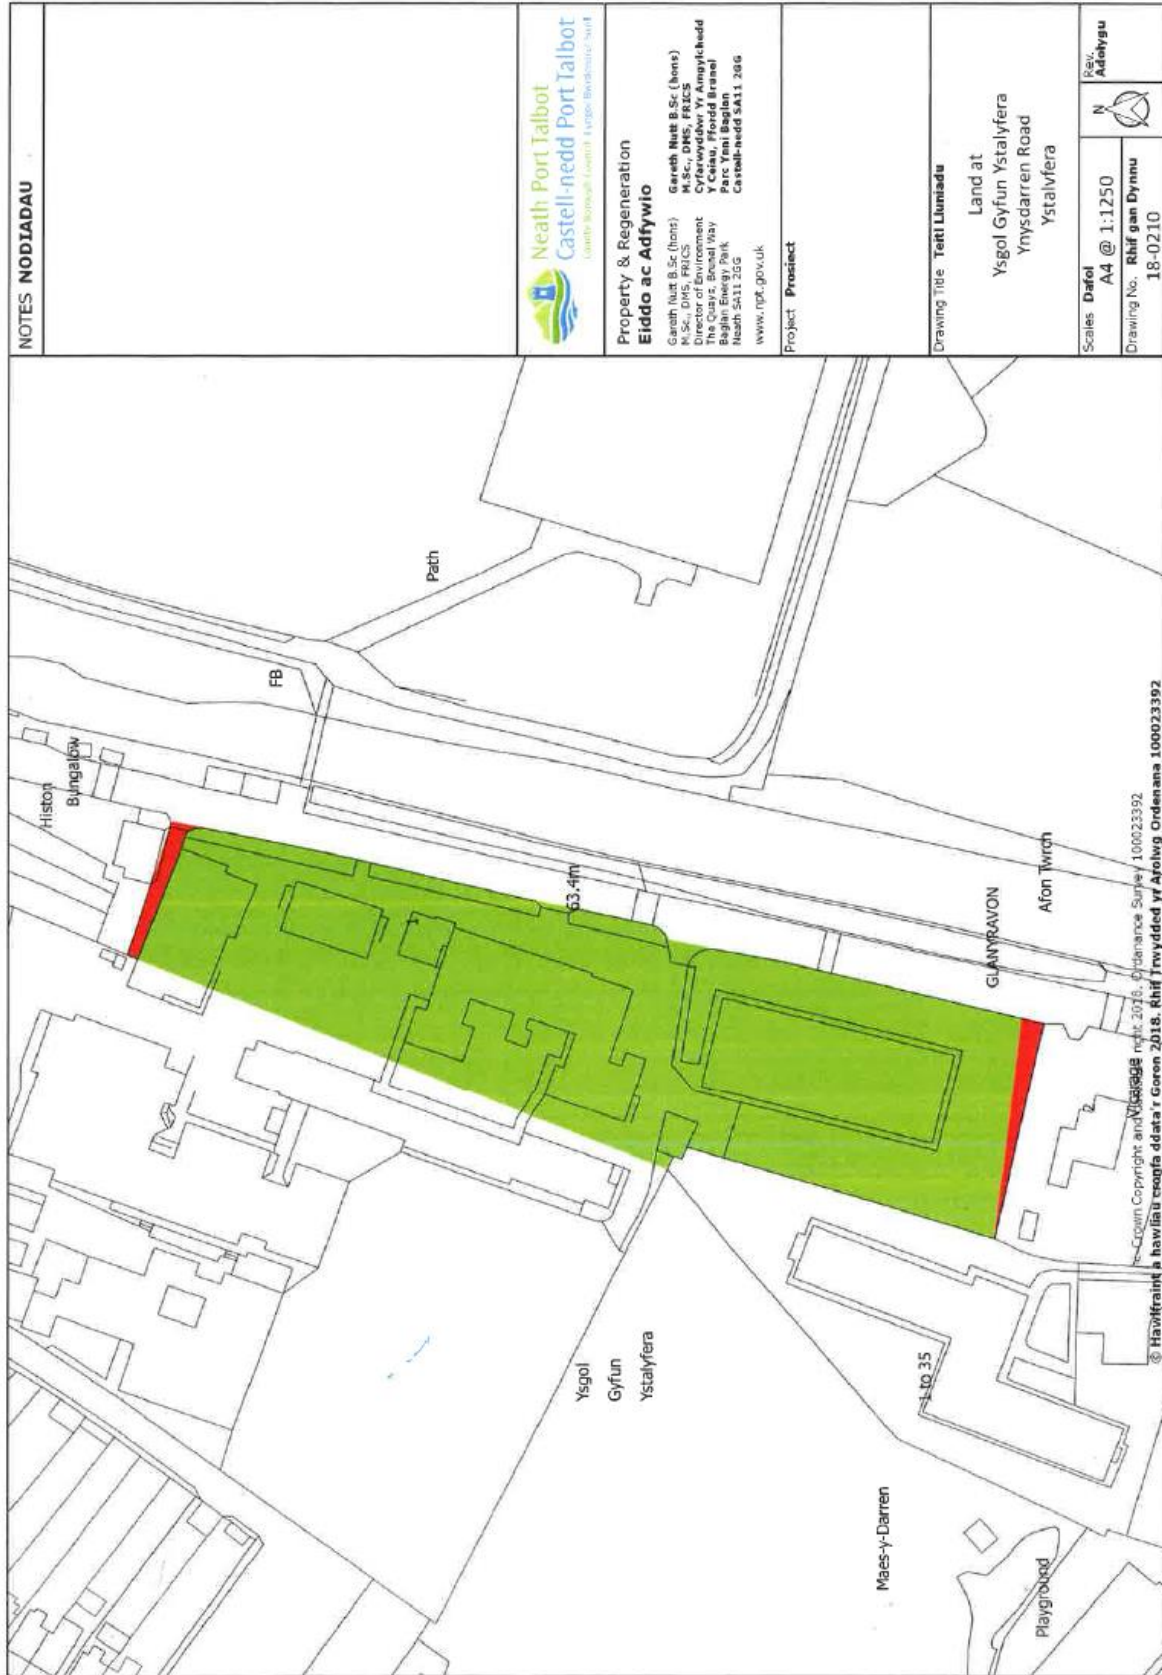 NOTES NODIADAU
Neath Port Talbot
Castell-nedd Port Talbot
Property & Regeneration
Eiddo ac Adfywio
Gareth Nutt B.Sc (hons)
M.Sc., DMS, FRICS
Director of Environment
The Quays, Brunel Way
Baglan Energy Park
Neath SA11 2GG
www.npt.gov.uk
Gareth Nutt B.Sc (hons)
M.Sc., DMS, FRICS
Cyfarwyddwr Yr Amgylchedd
Y Ceiau, Ffordd Brunel
Parc Ynni Baglan
Castell-nedd SA11 2GG
Project Prosiect
Drawing Title Teitl Lluniadu
Land at
Ysgol Gyfun Ystalyfera
Ynysdarren Road
Ystalyfera
Scales Dafol
A4 @ 1:1250
N
Rev.
Adolygu
Drawing No. Rhif gan Dynnu
18-0210
Histon
Bungalow
FB
Path
63.4m
Ysgol
Gyfun
Ystalyfera
GLANYRAVON
Afon Twrch
1 to 35
Maes-y-Darren
Playground
Vicarage
2
Crown Copyright and right 2018. Ordnance Survey 100023392
© Hawlfraint a hawliau cronfa ddata'r Goron 2018. Rhif Trwydded yr Arolwg Ordenana 100023392